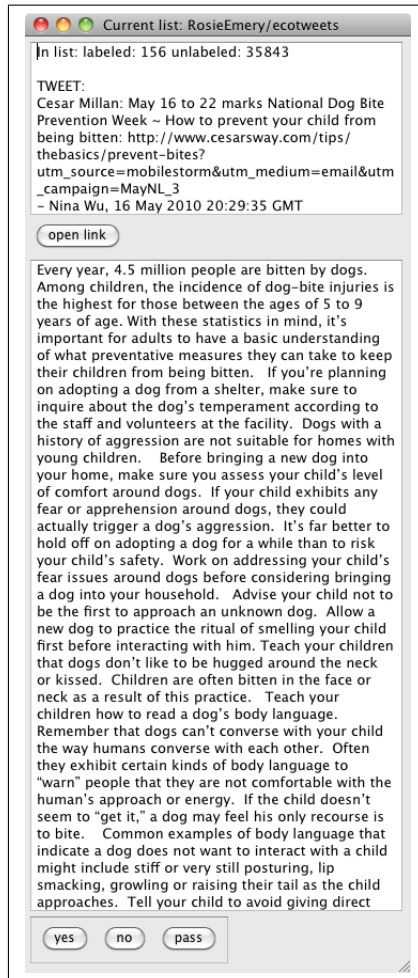 Current list: RosieEmery/ecotweets
In list: labeled: 156 unlabeled: 35843
TWEET:
Cesar Millan: May 16 to 22 marks National Dog Bite
Prevention Week ~ How to prevent your child from
being bitten: http://www.cesarsway.com/tips/
thebasics/prevent-bites?
utm_source=mobilestorm&utm_medium=email&utm
_campaign=MayNL_3
– Nina Wu, 16 May 2010 20:29:35 GMT
open link
Every year, 4.5 million people are bitten by dogs.
Among children, the incidence of dog-bite injuries is
the highest for those between the ages of 5 to 9
years of age. With these statistics in mind, it's
important for adults to have a basic understanding
of what preventative measures they can take to keep
their children from being bitten.   If you're planning
on adopting a dog from a shelter, make sure to
inquire about the dog's temperament according to
the staff and volunteers at the facility.  Dogs with a
history of aggression are not suitable for homes with
young children.    Before bringing a new dog into
your home, make sure you assess your child's level
of comfort around dogs.  If your child exhibits any
fear or apprehension around dogs, they could
actually trigger a dog's aggression.  It's far better to
hold off on adopting a dog for a while than to risk
your child's safety.  Work on addressing your child's
fear issues around dogs before considering bringing
a dog into your household.   Advise your child not to
be the first to approach an unknown dog.  Allow a
new dog to practice the ritual of smelling your child
first before interacting with him. Teach your children
that dogs don't like to be hugged around the neck
or kissed.  Children are often bitten in the face or
neck as a result of this practice.   Teach your
children how to read a dog's body language.
Remember that dogs can't converse with your child
the way humans converse with each other.  Often
they exhibit certain kinds of body language to
“warn” people that they are not comfortable with the
human's approach or energy.  If the child doesn't
seem to “get it,” a dog may feel his only recourse is
to bite.    Common examples of body language that
indicate a dog does not want to interact with a child
might include stiff or very still posturing, lip
smacking, growling or raising their tail as the child
approaches.  Tell your child to avoid giving direct
yes no pass